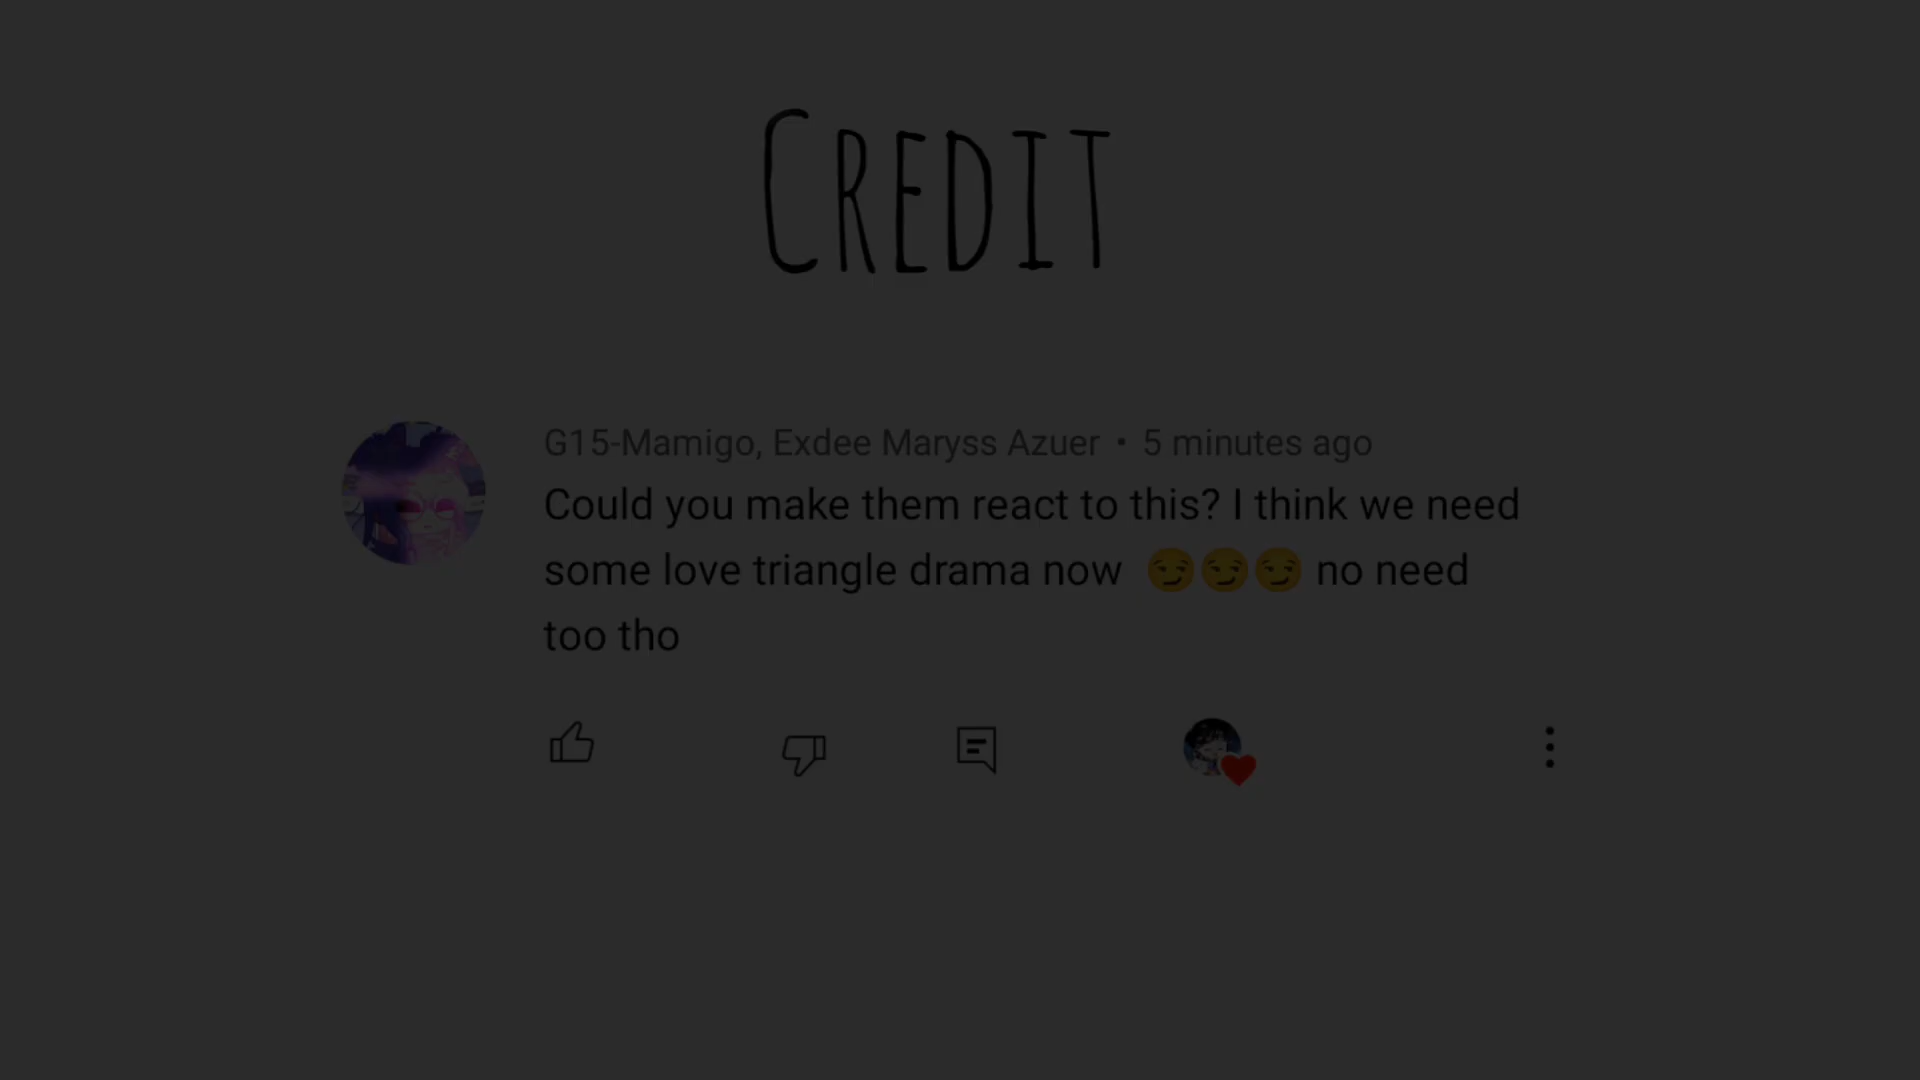 CREDIT
G15-Mamigo, Exdee Maryss Azuer • 5 minutes ago
Could you make them react to this? I think we need
some love triangle drama now 😏😏😏 no need
too tho